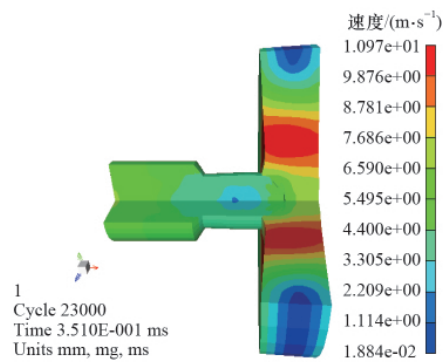 速度/(m·s⁻¹)
1.097e+01
9.876e+00
8.781e+00
7.686e+00
6.590e+00
5.495e+00
4.400e+00
3.305e+00
2.209e+00
1.114e+00
1.884e-02
1
Cycle 23000
Time 3.510E-001 ms
Units mm, mg, ms